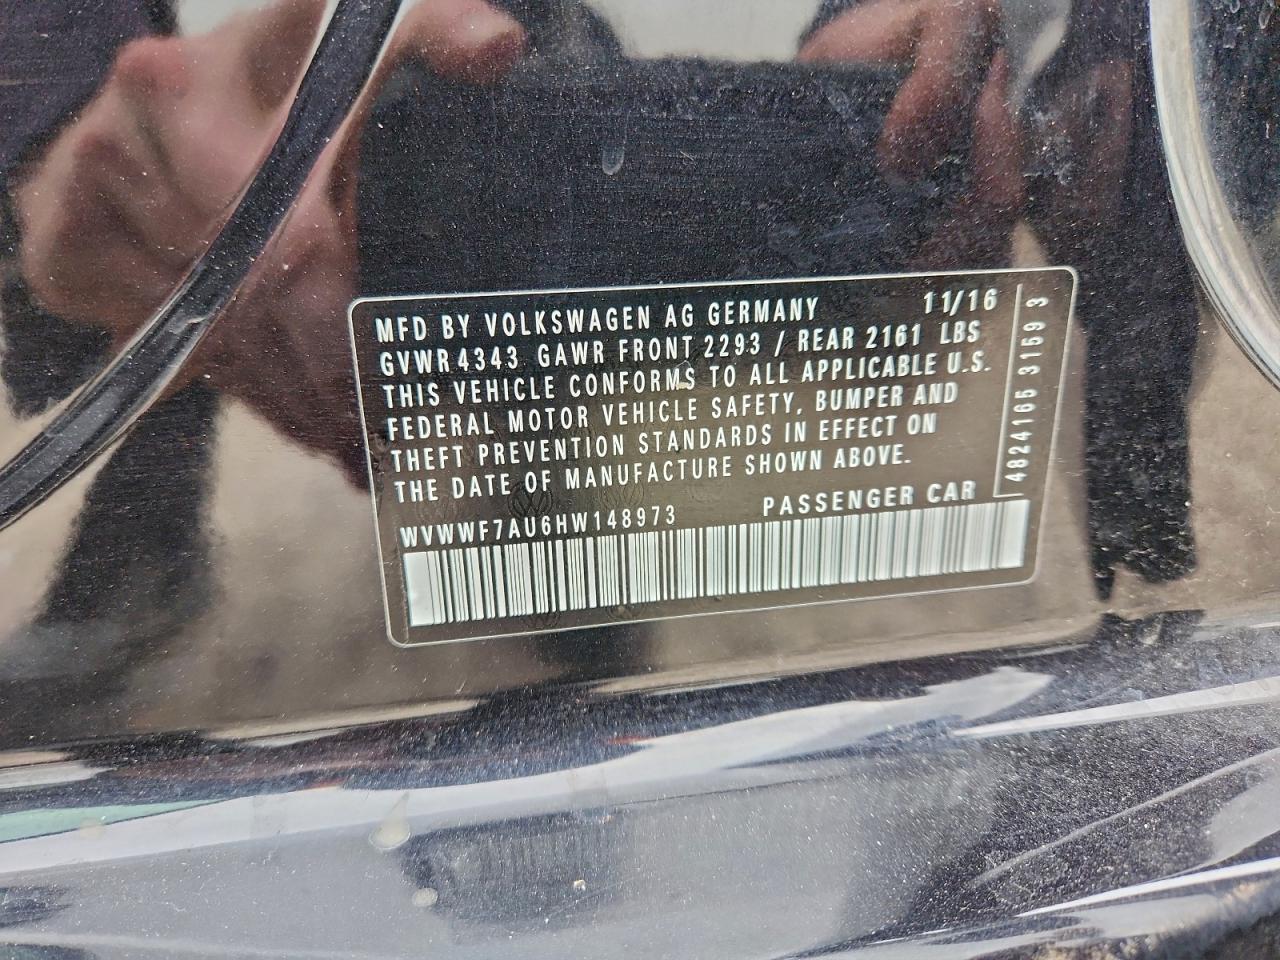 MFD BY VOLKSWAGEN AG GERMANY 11/16
GVWR 4343 GAWR FRONT 2293 / REAR 2161 LBS
THIS VEHICLE CONFORMS TO ALL APPLICABLE U.S.
FEDERAL MOTOR VEHICLE SAFETY, BUMPER AND
THEFT PREVENTION STANDARDS IN EFFECT ON
THE DATE OF MANUFACTURE SHOWN ABOVE.
WVWWF7AU6HW148973 PASSENGER CAR
4824165 3169 3